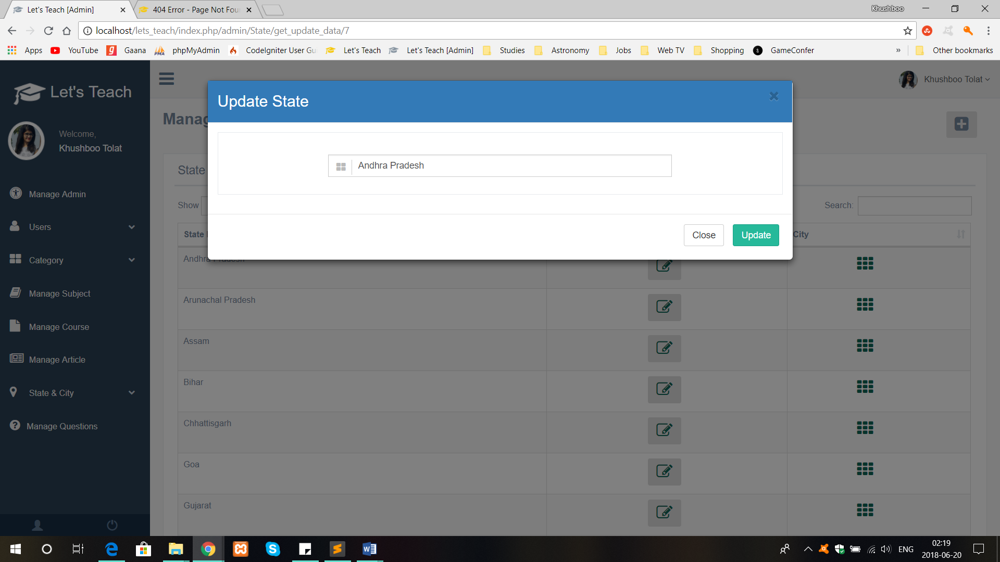 Let's Teach [Admin]
404 Error - Page Not Fou
Khushboo
localhost/lets_teach/index.php/admin/State/get_update_data/7
Apps
YouTube
Gaana
phpMyAdmin
CodeIgniter User Gu
Let's Teach
Let's Teach [Admin]
Studies
Astronomy
Jobs
Web TV
Shopping
GameConfer
»
Other bookmarks
Let's Teach
Welcome,
Khushboo Tolat
Manage Admin
Users
Category
Manage Subject
Manage Course
Manage Article
State & City
Manage Questions
Khushboo Tolat
Manag
Update State
Andhra Pradesh
Close
Update
State
Show
Search:
State
City
Andhra Pradesh
Arunachal Pradesh
Assam
Bihar
Chhattisgarh
Goa
Gujarat
ENG
02:19
2018-06-20